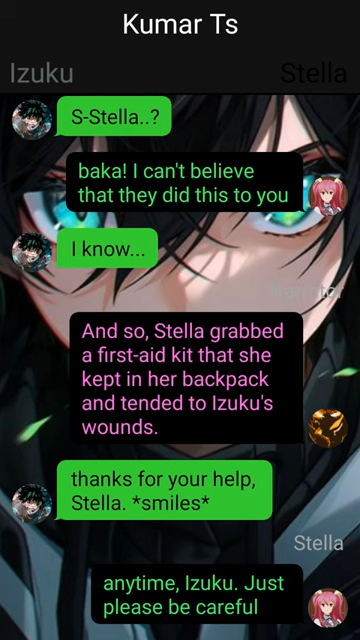 Kumar Ts
Izuku
Stella
S-Stella..?
baka! I can't believe
that they did this to you
I know...
Narrator
And so, Stella grabbed
a first-aid kit that she
kept in her backpack
and tended to Izuku's
wounds.
thanks for your help,
Stella. *smiles*
Stella
anytime, Izuku. Just
please be careful